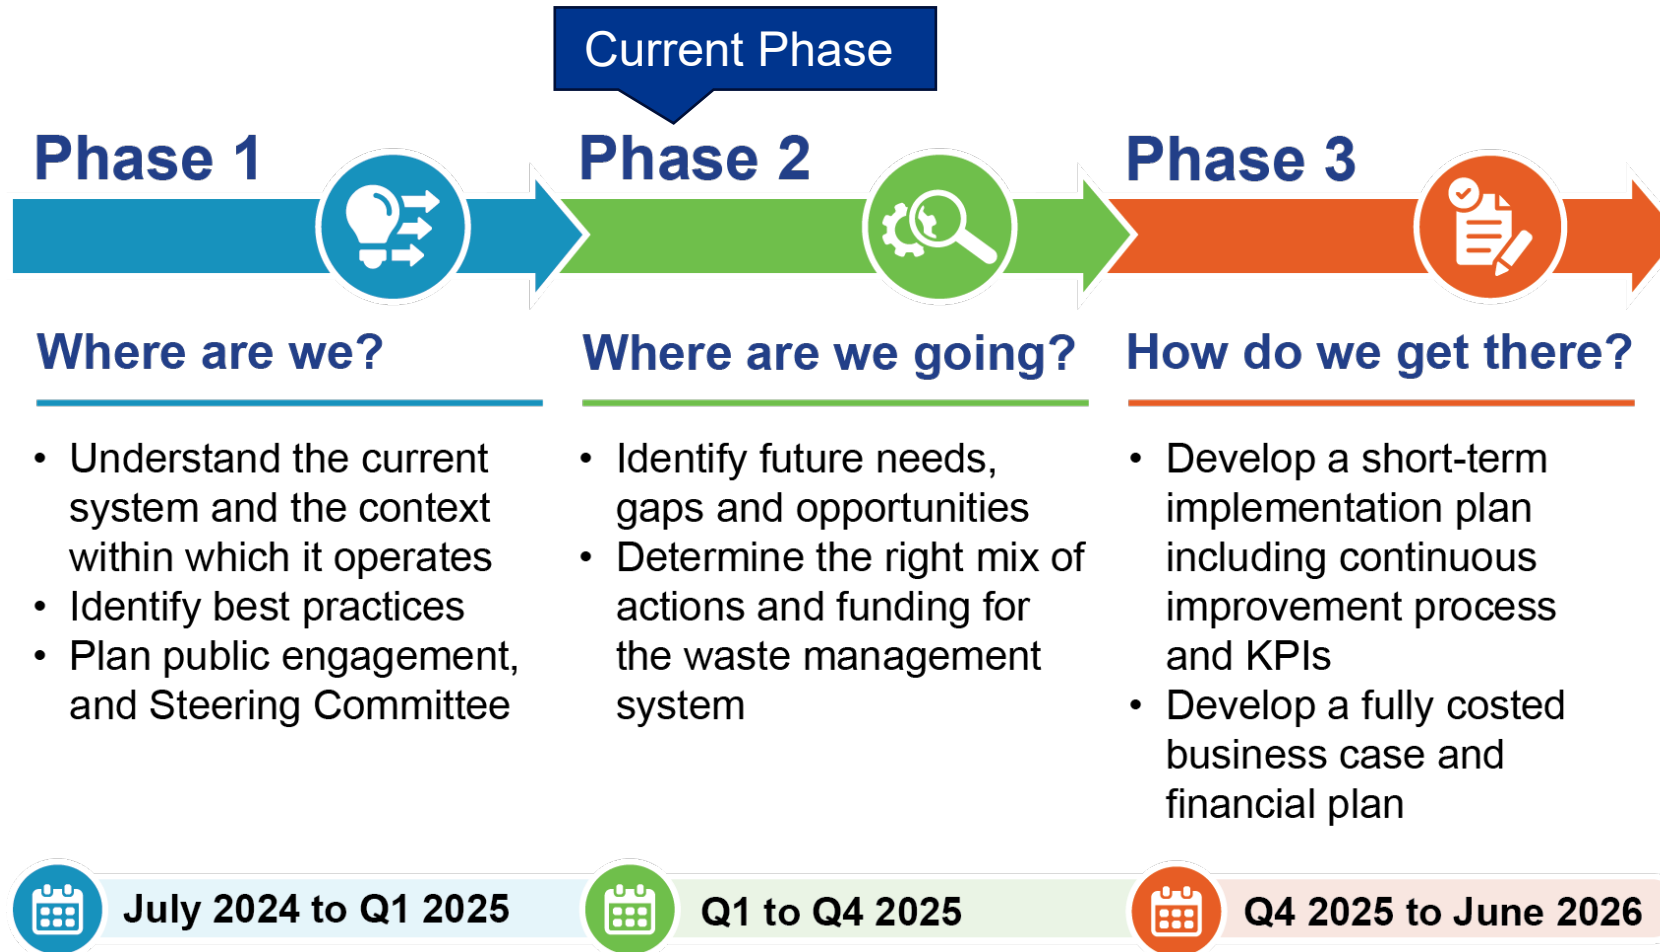 Current Phase
Phase 1
Phase 2
Phase 3
Where are we?
• Understand the current
system and the context
within which it operates
• Identify best practices
• Plan public engagement,
and Steering Committee
Where are we going?
• Identify future needs,
gaps and opportunities
• Determine the right mix of
actions and funding for
the waste management
system
How do we get there?
• Develop a short-term
implementation plan
including continuous
improvement process
and KPIs
• Develop a fully costed
business case and
financial plan
July 2024 to Q1 2025
Q1 to Q4 2025
Q4 2025 to June 2026